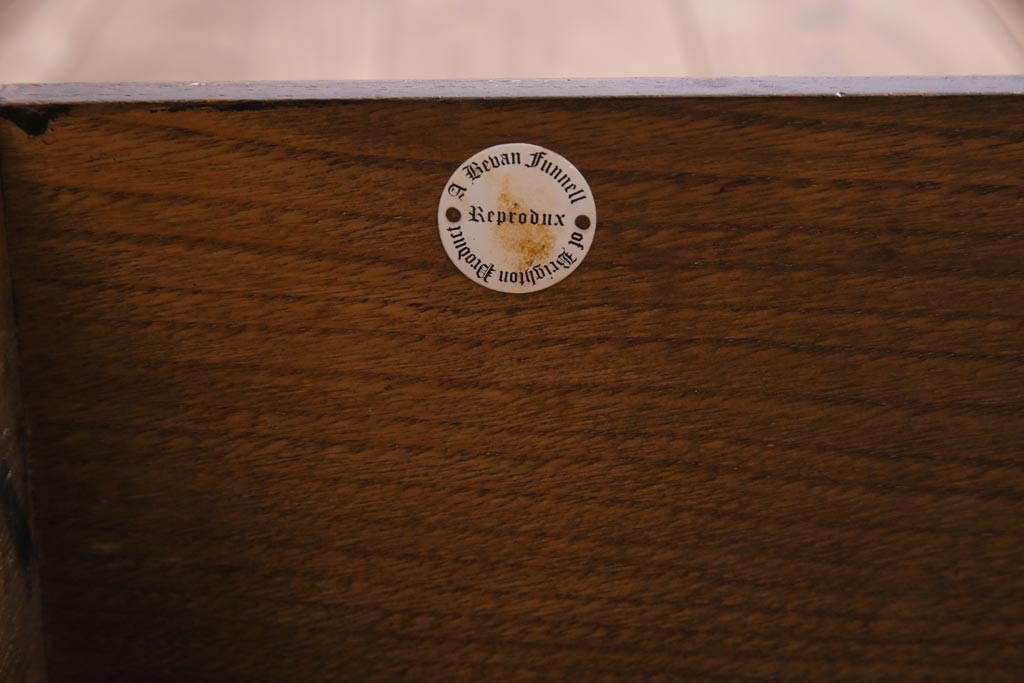 A Bevan Funnell
Reprodux
of Brighton Product